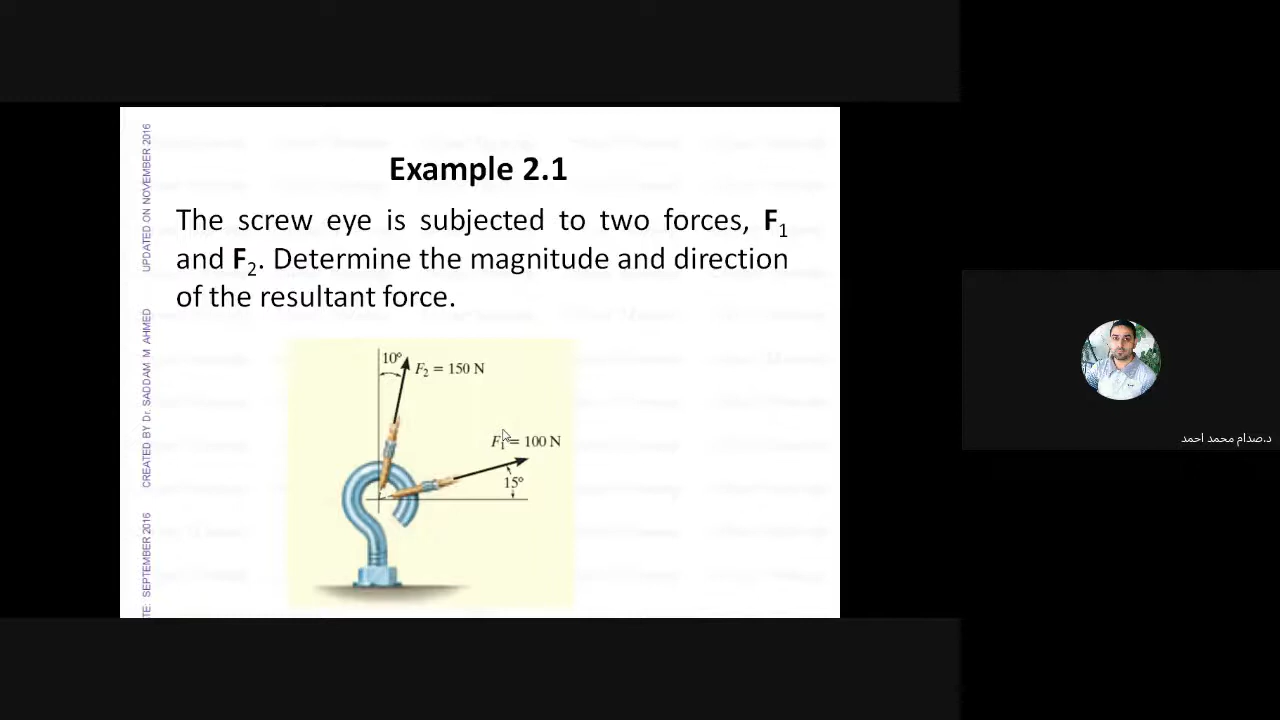 Example 2.1
The screw eye is subjected to two forces, F1
and F2. Determine the magnitude and direction
of the resultant force.
10°
F2 = 150 N
F1 = 100 N
15°
UPDATED ON NOVEMBER 2016
CREATED BY Dr. SADDAM M AHMED
TE: SEPTEMBER 2016
د.صدام محمد احمد